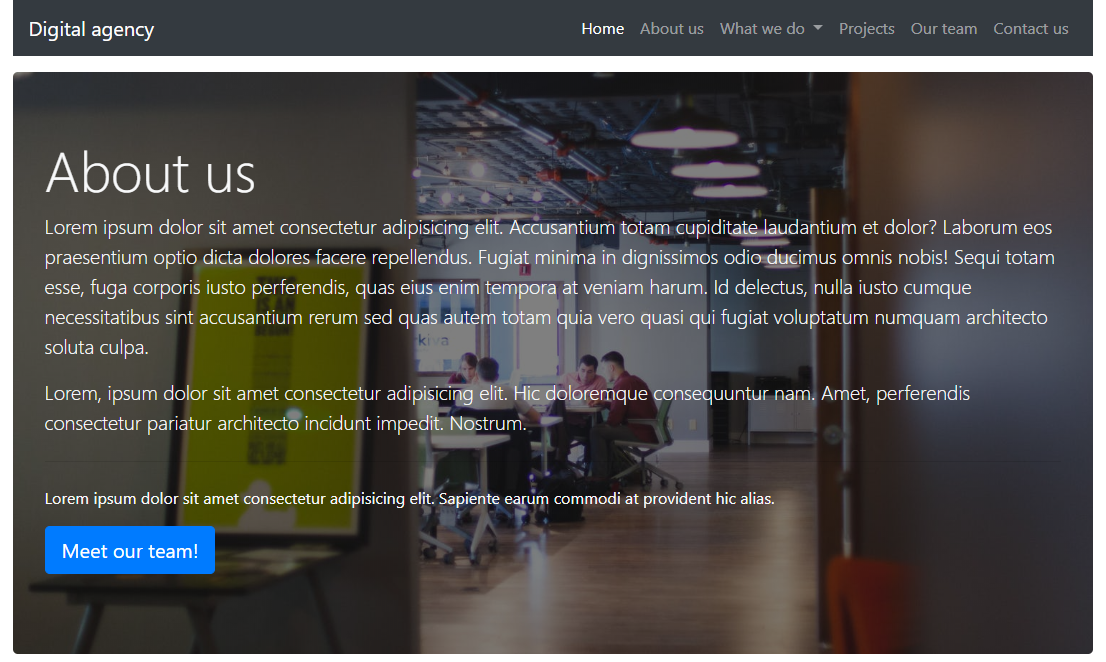 Digital agency
Home About us What we do Projects Our team Contact us
About us
Lorem ipsum dolor sit amet consectetur adipisicing elit. Accusantium totam cupiditate laudantium et dolor? Laborum eos
praesentium optio dicta dolores facere repellendus. Fugiat minima in dignissimos odio ducimus omnis nobis! Sequi totam
esse, fuga corporis iusto perferendis, quas eius enim tempora at veniam harum. Id delectus, nulla iusto cumque
necessitatibus sint accusantium rerum sed quas autem totam quia vero quasi qui fugiat voluptatum numquam architecto
soluta culpa.
Lorem, ipsum dolor sit amet consectetur adipisicing elit. Hic doloremque consequuntur nam. Amet, perferendis
consectetur pariatur architecto incidunt impedit. Nostrum.
Lorem ipsum dolor sit amet consectetur adipisicing elit. Sapiente earum commodi at provident hic alias.
Meet our team!